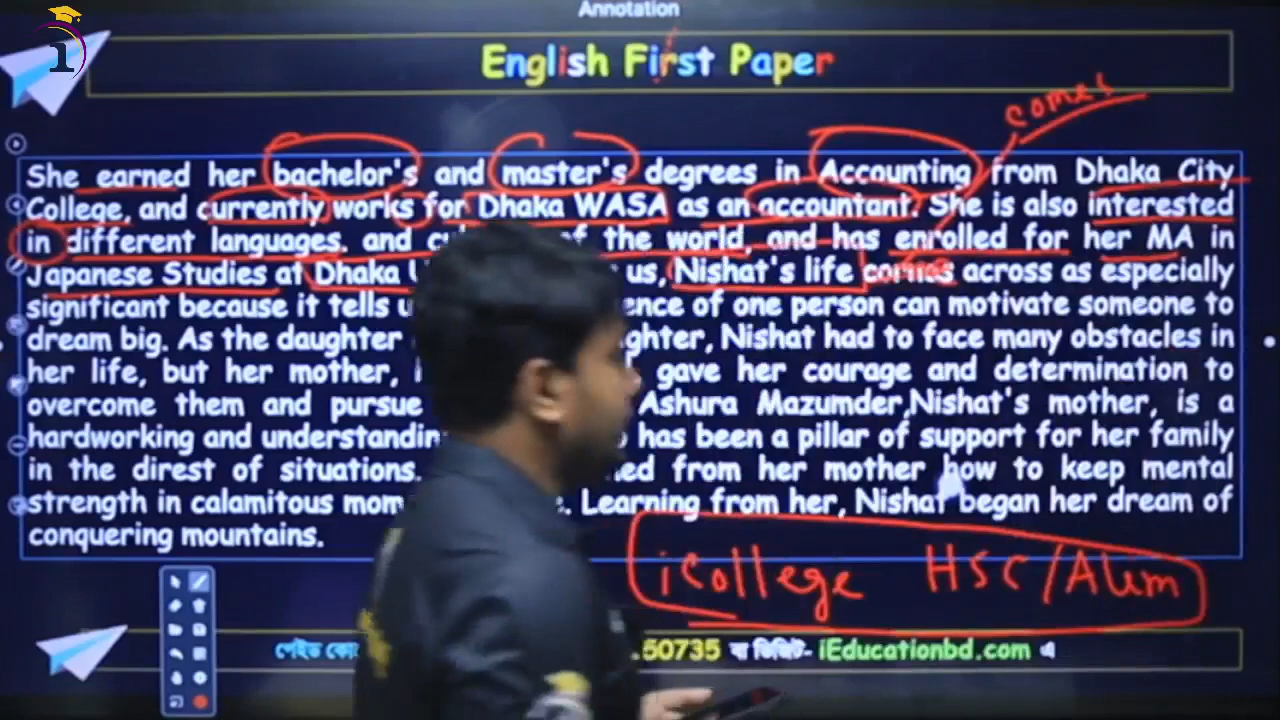 Annotation
i
English First Paper
comes
She earned her bachelor's and master's degrees in Accounting from Dhaka City
College, and currently works for Dhaka WASA as an accountant. She is also interested
in different languages. and of the world, and has enrolled for her MA in
Japanese Studies at Dhaka us, Nishat's life comes across as especially
significant because it tells of one person can motivate someone to
dream big. As the daughter Nishat had to face many obstacles in
her life, but her mother, gave her courage and determination to
overcome them and pursue Ashura Mazumder,Nishat's mother, is a
hardworking and has been a pillar of support for her family
in the direst of situations. from her mother how to keep mental
strength in calamitous Learning from her, Nishat began her dream of
conquering mountains.
iCollege HSC/Alim
পেইড .50735 বা ভিজিট- iEducationbd.com এ